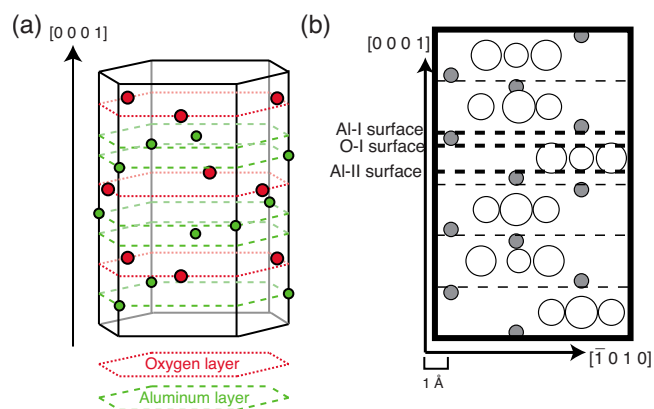 (a)
[0 0 0 1]
Oxygen layer
Aluminum layer
(b)
[0 0 0 1]
Al-I surface
O-I surface
Al-II surface
1 Å
[1̅ 0 1 0]